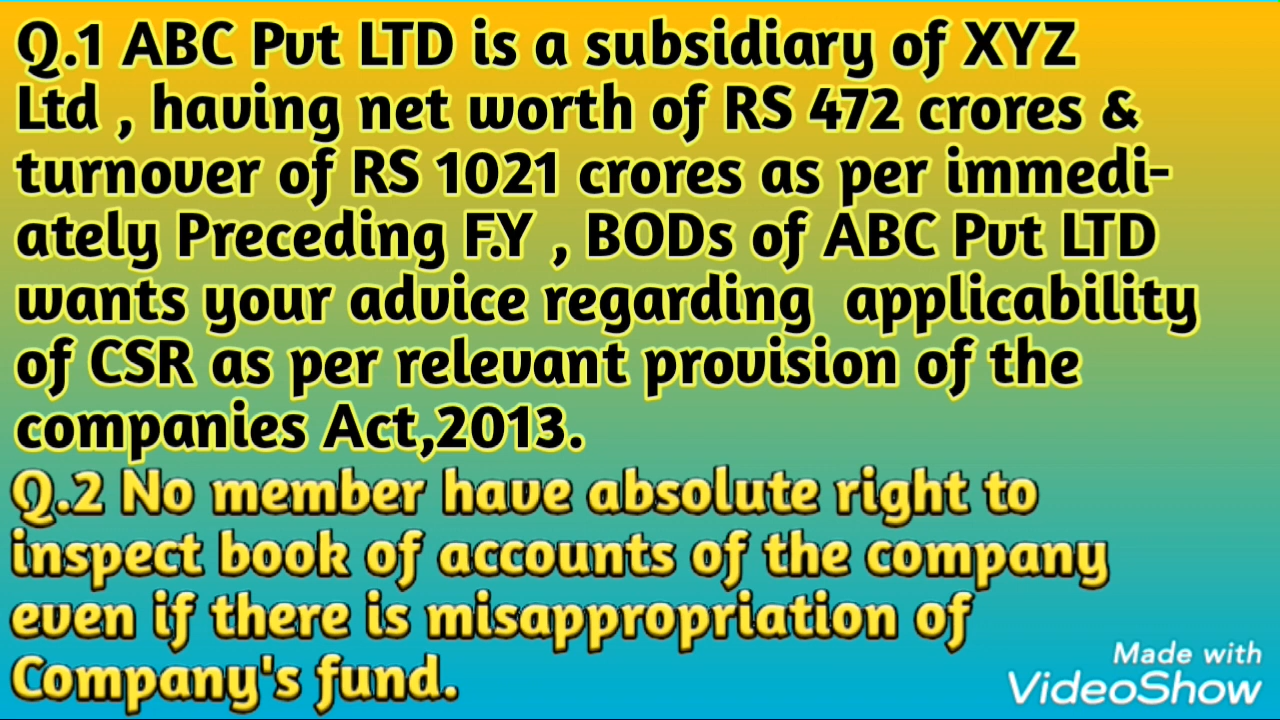 Q.1 ABC Pvt LTD is a subsidiary of XYZ
Ltd , having net worth of RS 472 crores &
turnover of RS 1021 crores as per immedi-
ately Preceding F.Y , BODs of ABC Pvt LTD
wants your advice regarding applicability
of CSR as per relevant provision of the
companies Act,2013.
Q.2 No member have absolute right to
inspect book of accounts of the company
even if there is misappropriation of
Company's fund.
Made with
VideoShow